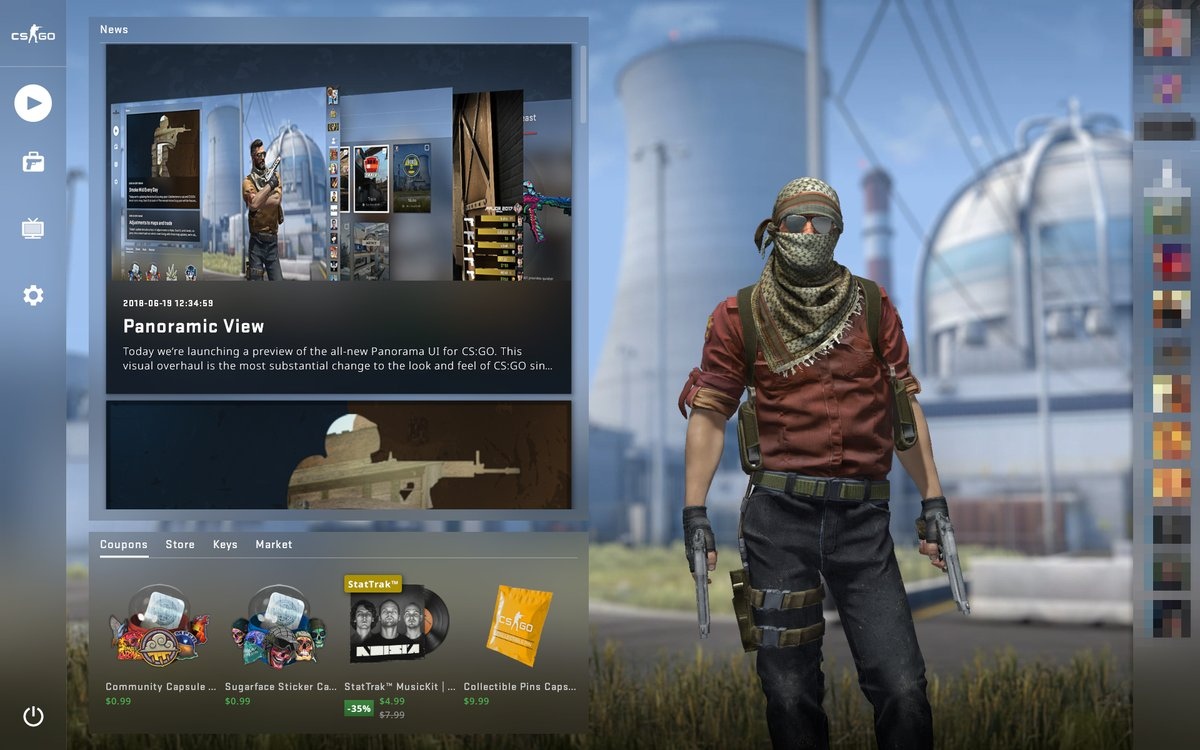 CS GO
News
2018-06-19 12:34:59
Panoramic View
Today we're launching a preview of the all-new Panorama UI for CS:GO. This
visual overhaul is the most substantial change to the look and feel of CS:GO sin...
Coupons Store Keys Market
StatTrak™
CS GO
Community Capsule ... Sugarface Sticker Ca... StatTrak™ MusicKit | ... Collectible Pins Caps...
$0.99 $0.99 -35% $4.99 $9.99
$7.99